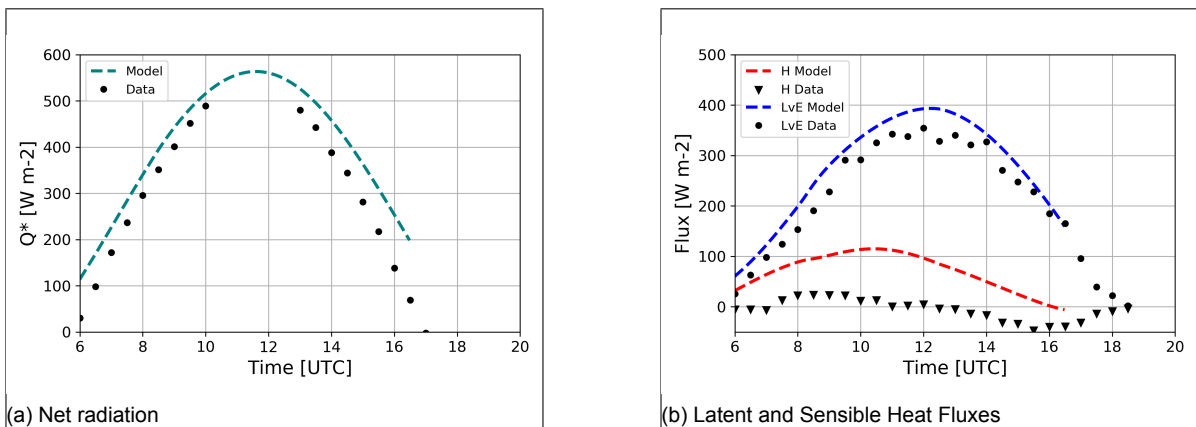 600
500
400
300
200
100
0
Q* [W m-2]
Model
Data
6 8 10 12 14 16 18 20
Time [UTC]
(a) Net radiation
500
400
300
200
100
0
Flux [W m-2]
H Model
H Data
LvE Model
LvE Data
6 8 10 12 14 16 18 20
Time [UTC]
(b) Latent and Sensible Heat Fluxes